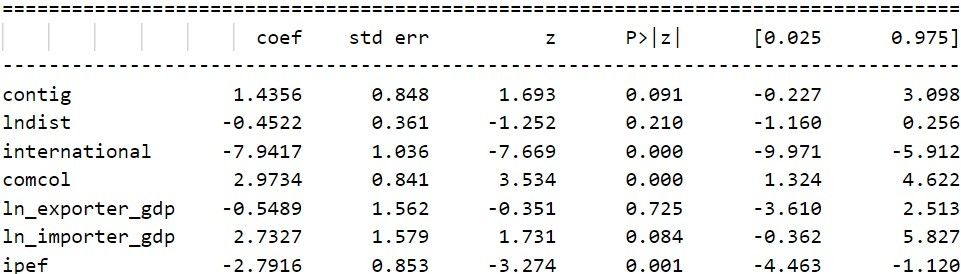 coef std err z P>|z| [0.025 0.975]
contig 1.4356 0.848 1.693 0.091 -0.227 3.098
lndist -0.4522 0.361 -1.252 0.210 -1.160 0.256
international -7.9417 1.036 -7.669 0.000 -9.971 -5.912
comcol 2.9734 0.841 3.534 0.000 1.324 4.622
ln_exporter_gdp -0.5489 1.562 -0.351 0.725 -3.610 2.513
ln_importer_gdp 2.7327 1.579 1.731 0.084 -0.362 5.827
ipef -2.7916 0.853 -3.274 0.001 -4.463 -1.120